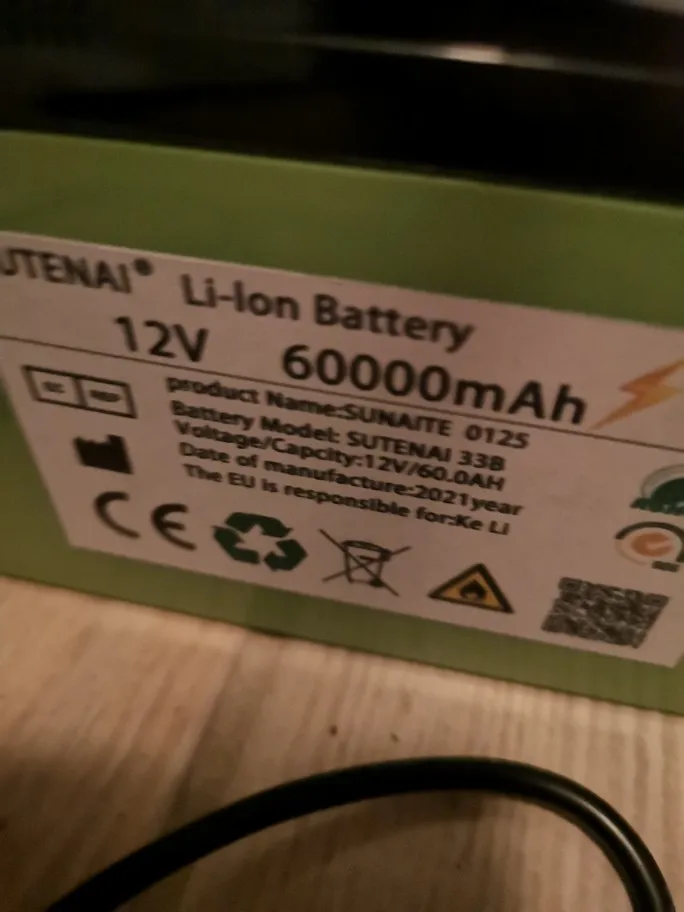 UTENAI® Li-Ion Battery
12V 60000mAh
product Name:SUNAITE 0125
Battery Model: SUTENAI 33B
Voltage/Capcity:12V/60.0AH
Date of manufacture:2021year
The EU is responsible for:Ke Li
CE